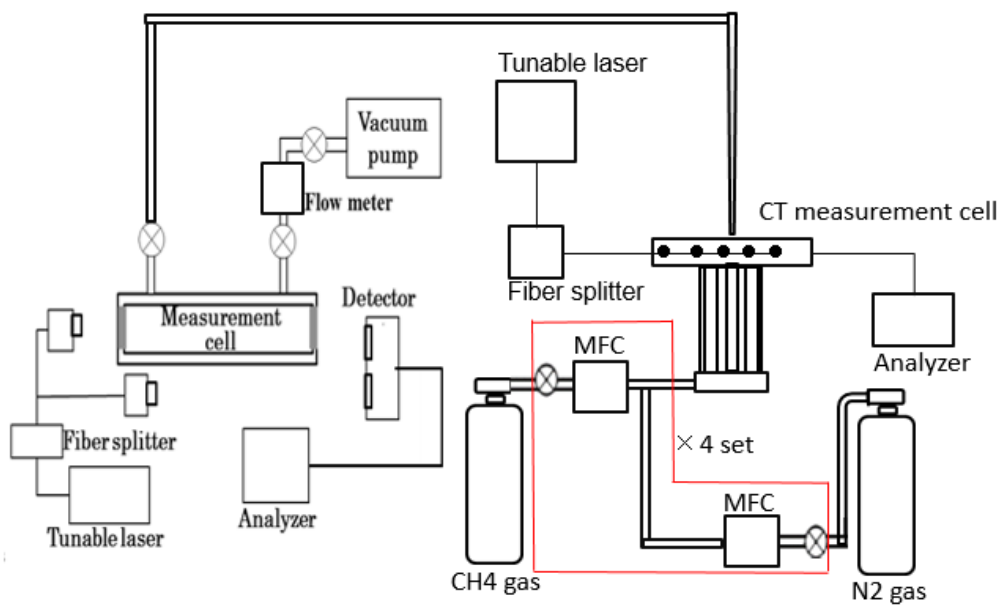 Tunable laser
Vacuum
pump
Flow meter
CT measurement cell
Fiber splitter
Measurement
cell
Detector
Analyzer
MFC
Fiber splitter
× 4 set
Analyzer
MFC
Tunable laser
CH4 gas
N2 gas